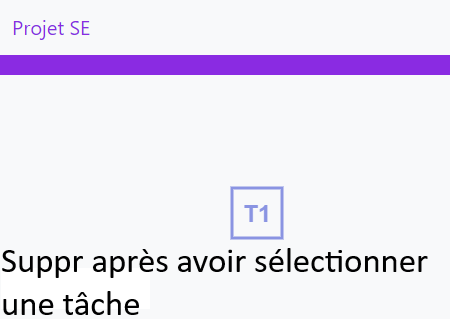 Projet SE
T1
Suppr après avoir sélectionner
une tâche